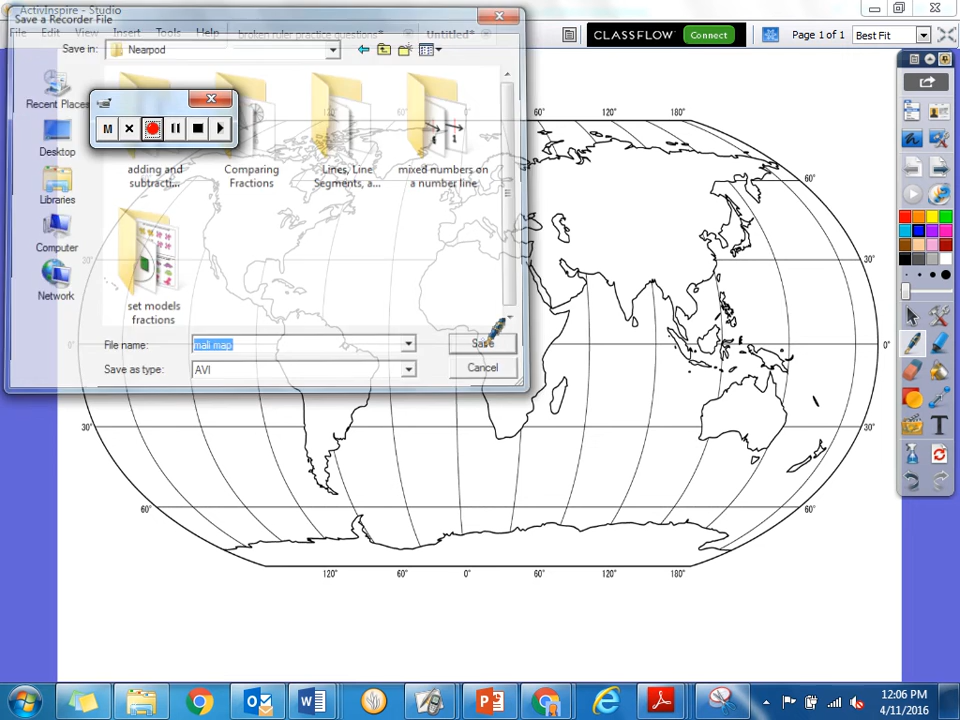 ActivInspire - Studio
Save a Recorder File
File Edit View Insert Tools Help broken ruler practice questions* Untitled*
CLASSFLOW Connect
Page 1 of 1 Best Fit
Save in: Nearpod
Recent Places
Desktop
Libraries
Computer
Network
M
adding and
subtracti...
Comparing
Fractions
Lines, Line
Segments, a...
mixed numbers on
a number line
set models
fractions
File name: mali map Save
Save as type: AVI Cancel
60°
60°
30° 30°
0° 0°
30° 30°
60° 60°
120° 60° 0° 60° 120° 180°
120° 180°
T
12:06 PM
4/11/2016